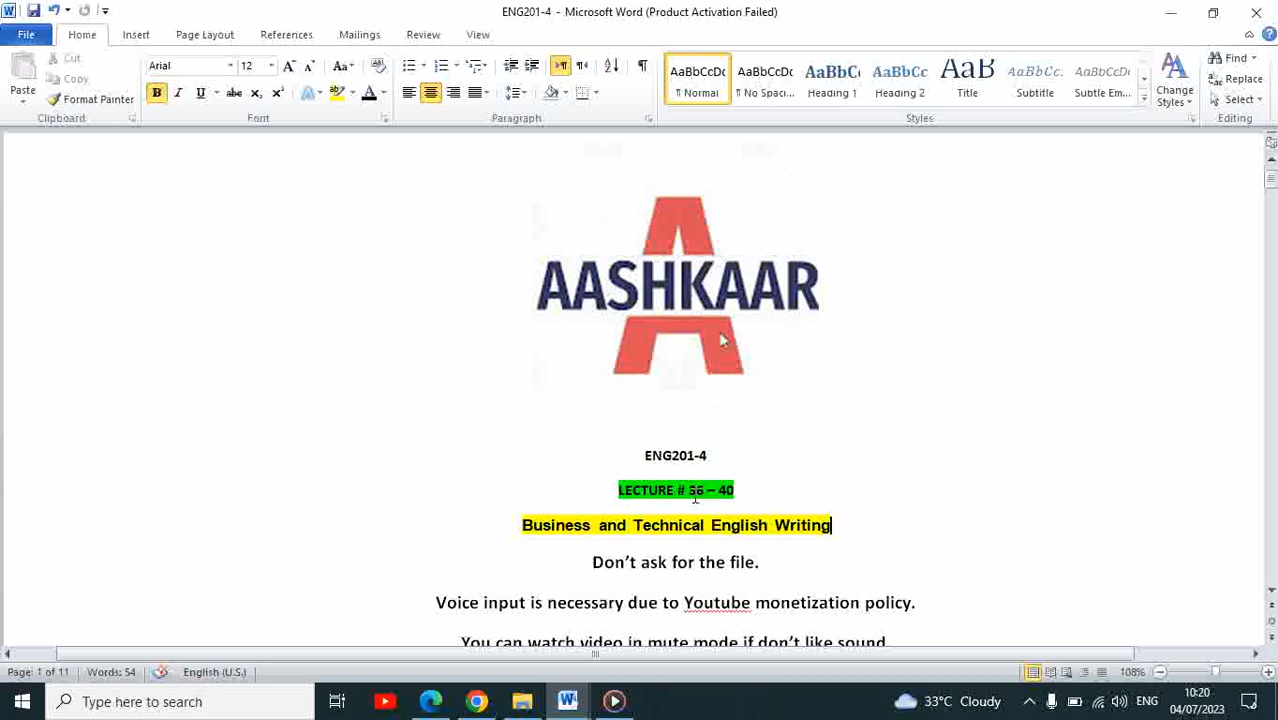 ENG201-4 - Microsoft Word (Product Activation Failed)
File Home Insert Page Layout References Mailings Review View
Cut
Copy
Paste
Format Painter
Clipboard
Arial 12
Font
Paragraph
AaBbCcDc AaBbCcDc AaBbC AaBbCc AaB AaBbCc. AaBbCcDc
¶ Normal ¶ No Spaci... Heading 1 Heading 2 Title Subtitle Subtle Em...
Styles
Change
Styles
Find
Replace
Select
Editing
AASHKAAR
ENG201-4
LECTURE # 36 – 40
Business and Technical English Writing
Don't ask for the file.
Voice input is necessary due to Youtube monetization policy.
You can watch video in mute mode if don't like sound
Page: 1 of 11 Words: 54 English (U.S.) 108%
Type here to search
33°C Cloudy
ENG
10:20
04/07/2023